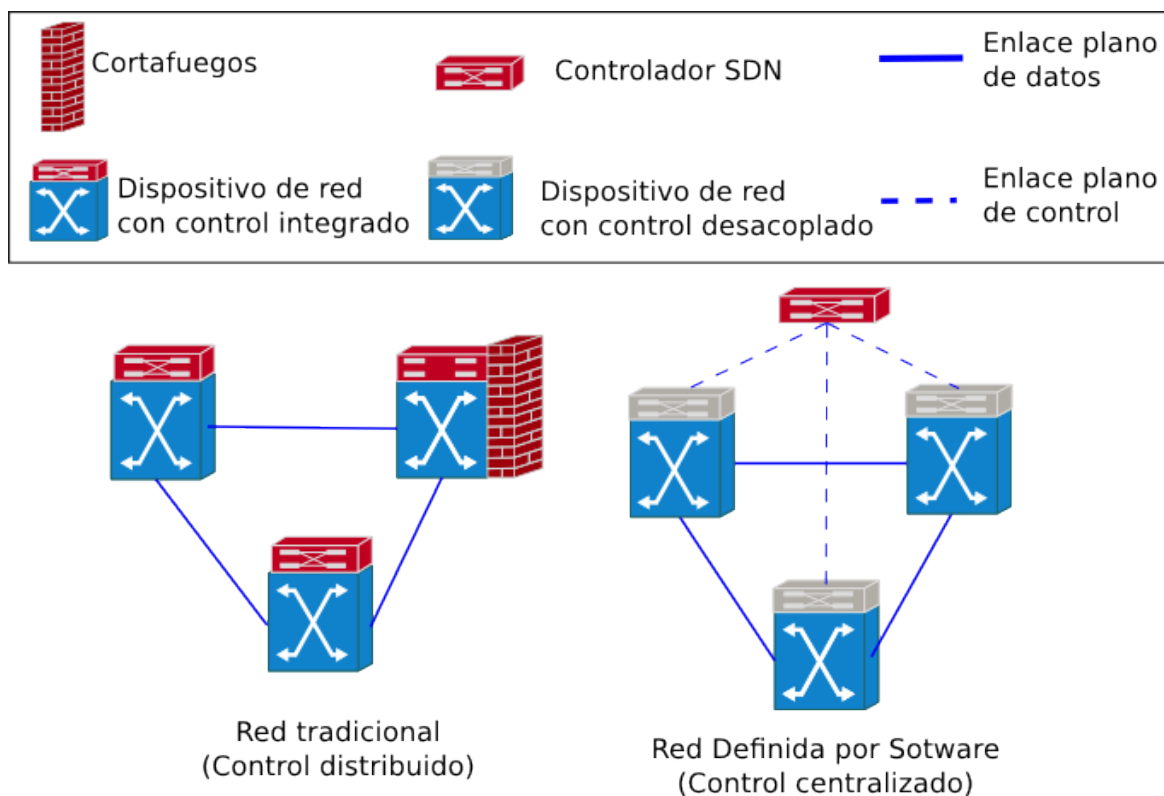 Cortafuegos
Controlador SDN
Enlace plano
de datos
Dispositivo de red
con control integrado
Dispositivo de red
con control desacoplado
Enlace plano
de control
Red tradicional
(Control distribuido)
Red Definida por Sotware
(Control centralizado)